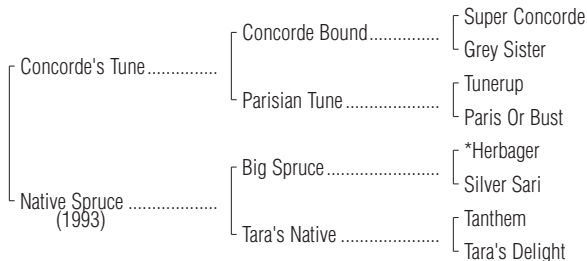 Super Concorde
Concorde Bound...............
Grey Sister
Concorde's Tune ...............
Tunerup
Parisian Tune ....................
Paris Or Bust
*Herbager
Big Spruce ........................
Silver Sari
Native Spruce ...................
(1993)
Tanthem
Tara's Native .....................
Tara's Delight